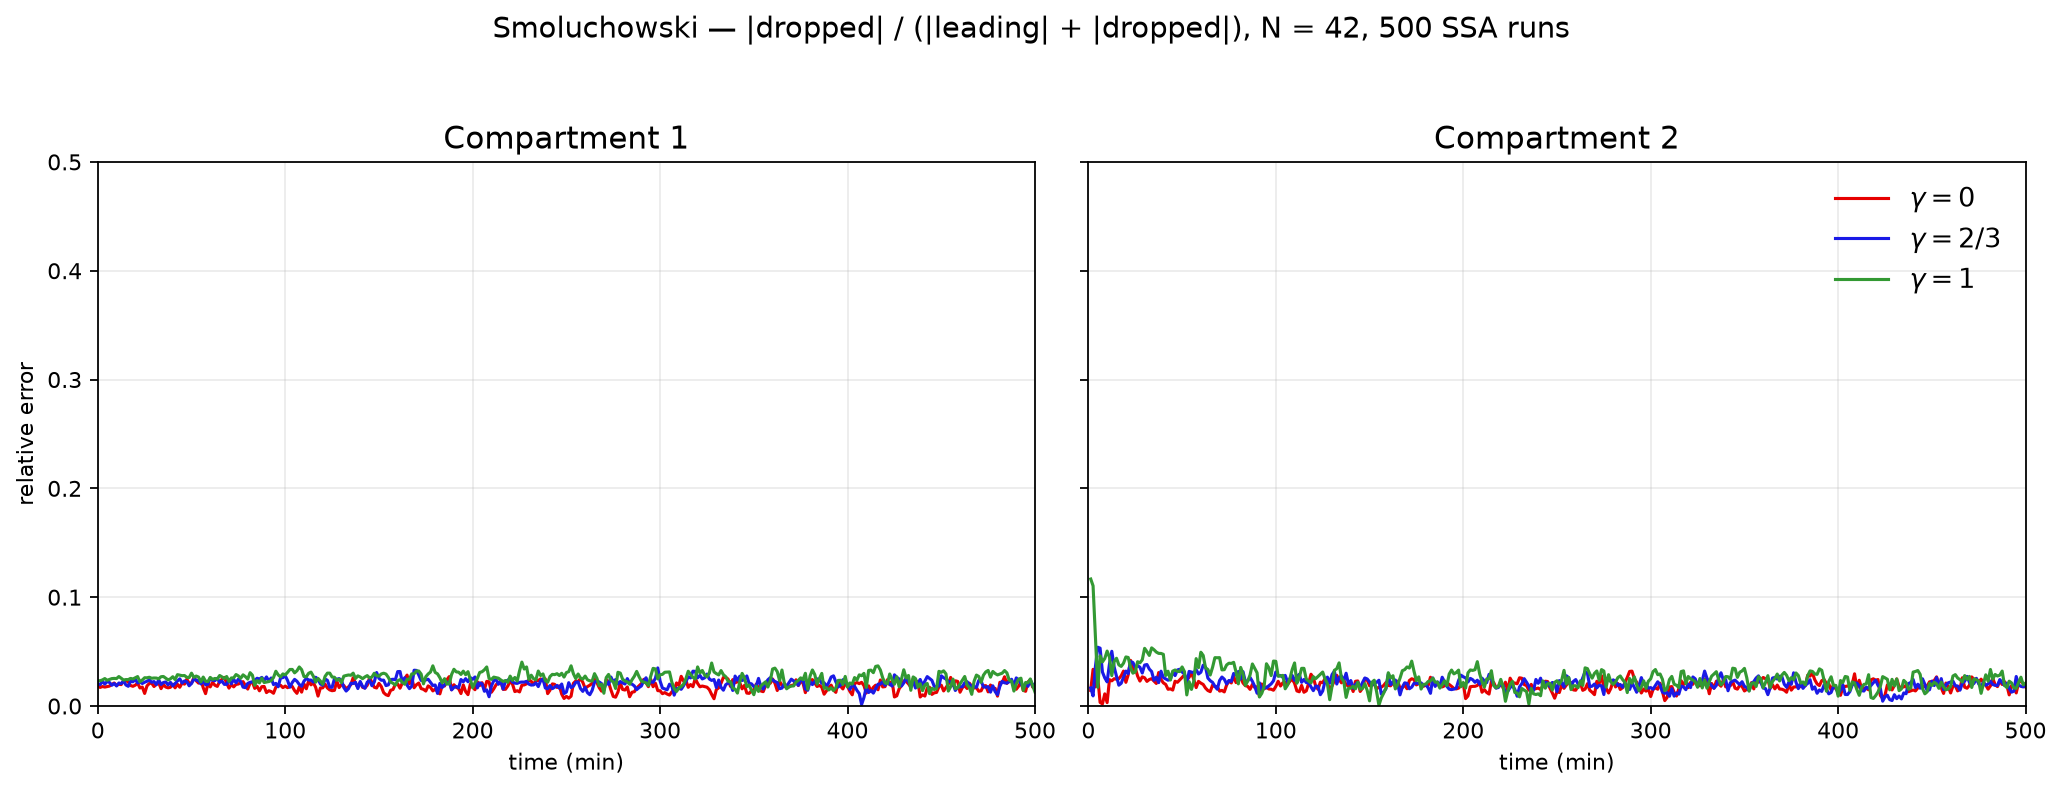 Smoluchowski — |dropped| / (|leading| + |dropped|), N = 42, 500 SSA runs
Compartment 1
Compartment 2
0.5
0.4
0.3
0.2
0.1
0.0
relative error
γ = 0
γ = 2/3
γ = 1
0 100 200 300 400 500
0 100 200 300 400 500
time (min)
time (min)